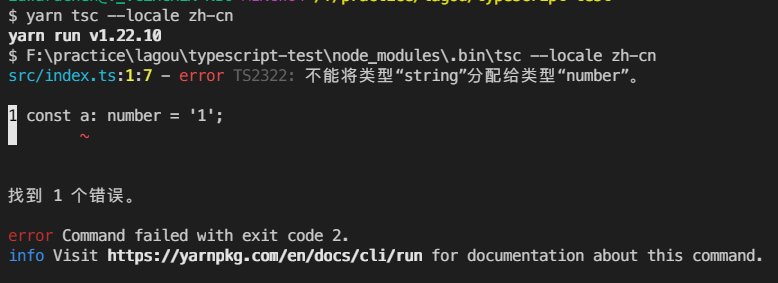 $ yarn tsc --locale zh-cn
yarn run v1.22.10
$ F:\practice\lagou\typescript-test\node_modules\.bin\tsc --locale zh-cn
src/index.ts:1:7 - error TS2322: 不能将类型“string”分配给类型“number”。
1 const a: number = '1';
~
找到 1 个错误。
error Command failed with exit code 2.
info Visit https://yarnpkg.com/en/docs/cli/run for documentation about this command.